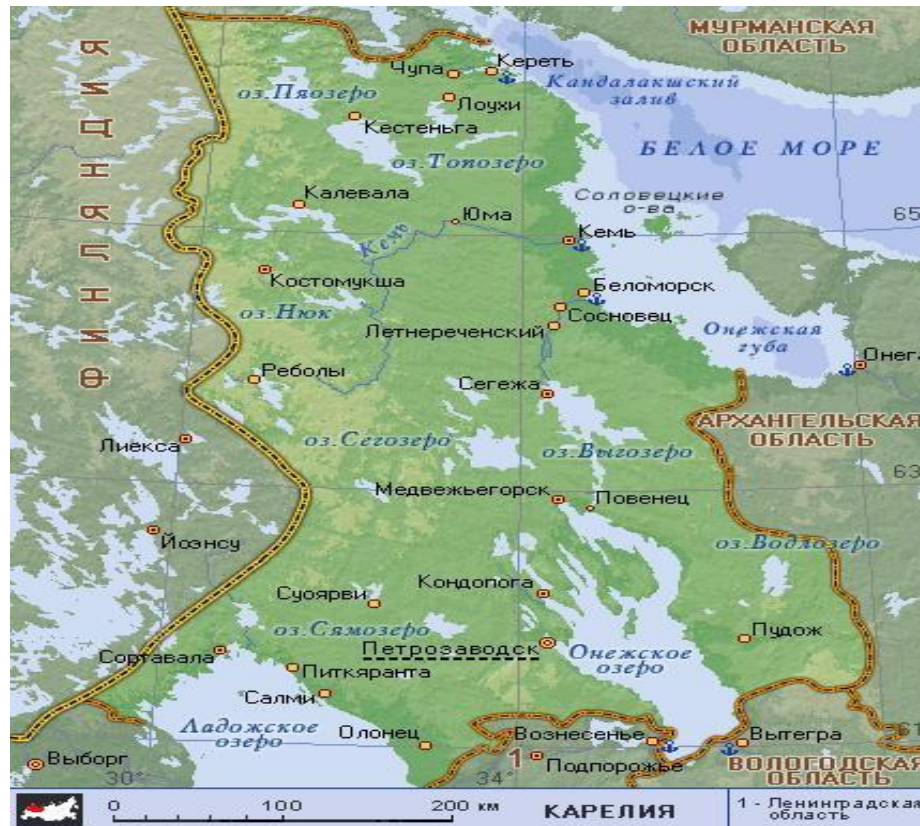 МУРМАНСКАЯ
ОБЛАСТЬ
ФИНЛЯНДИЯ
Чупа
Кереть
Кандалакшский
залив
оз.Пяозеро
Лоухи
Кестеньга
БЕЛОЕ МОРЕ
оз.Топозеро
Соловецкие
о-ва
Калевала
Юма
65
Кемь
Кемь
Костомукша
Беломорск
оз.Нюк
Сосновец
Летнереченский
Онежская
губа
Онега
Реболы
Сегежа
АРХАНГЕЛЬСКАЯ
ОБЛАСТЬ
Лиекса
оз.Сегозеро
оз.Выгозеро
63
Медвежьегорск
Повенец
Йоэнсу
оз.Водлозеро
Кондопога
Суоярви
оз.Сямозеро
Пудож
Петрозаводск
Онежское
озеро
Сортавала
Питкяранта
Салми
Ладожское
озеро
Олонец
Вознесенье
Вытегра
61
1
Выборг
Подпорожье
ВОЛОГОДСКАЯ
ОБЛАСТЬ
30°
34°
0 100 200 км
КАРЕЛИЯ
1 - Ленинградская
область